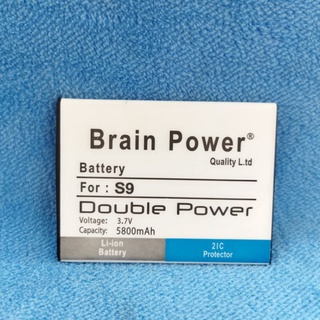 Brain Power®
Quality L.td
Battery
For : S9
Double Power
Voltage: 3.7V
Capacity: 5800mAh
Li-ion
Battery
2IC
Protector